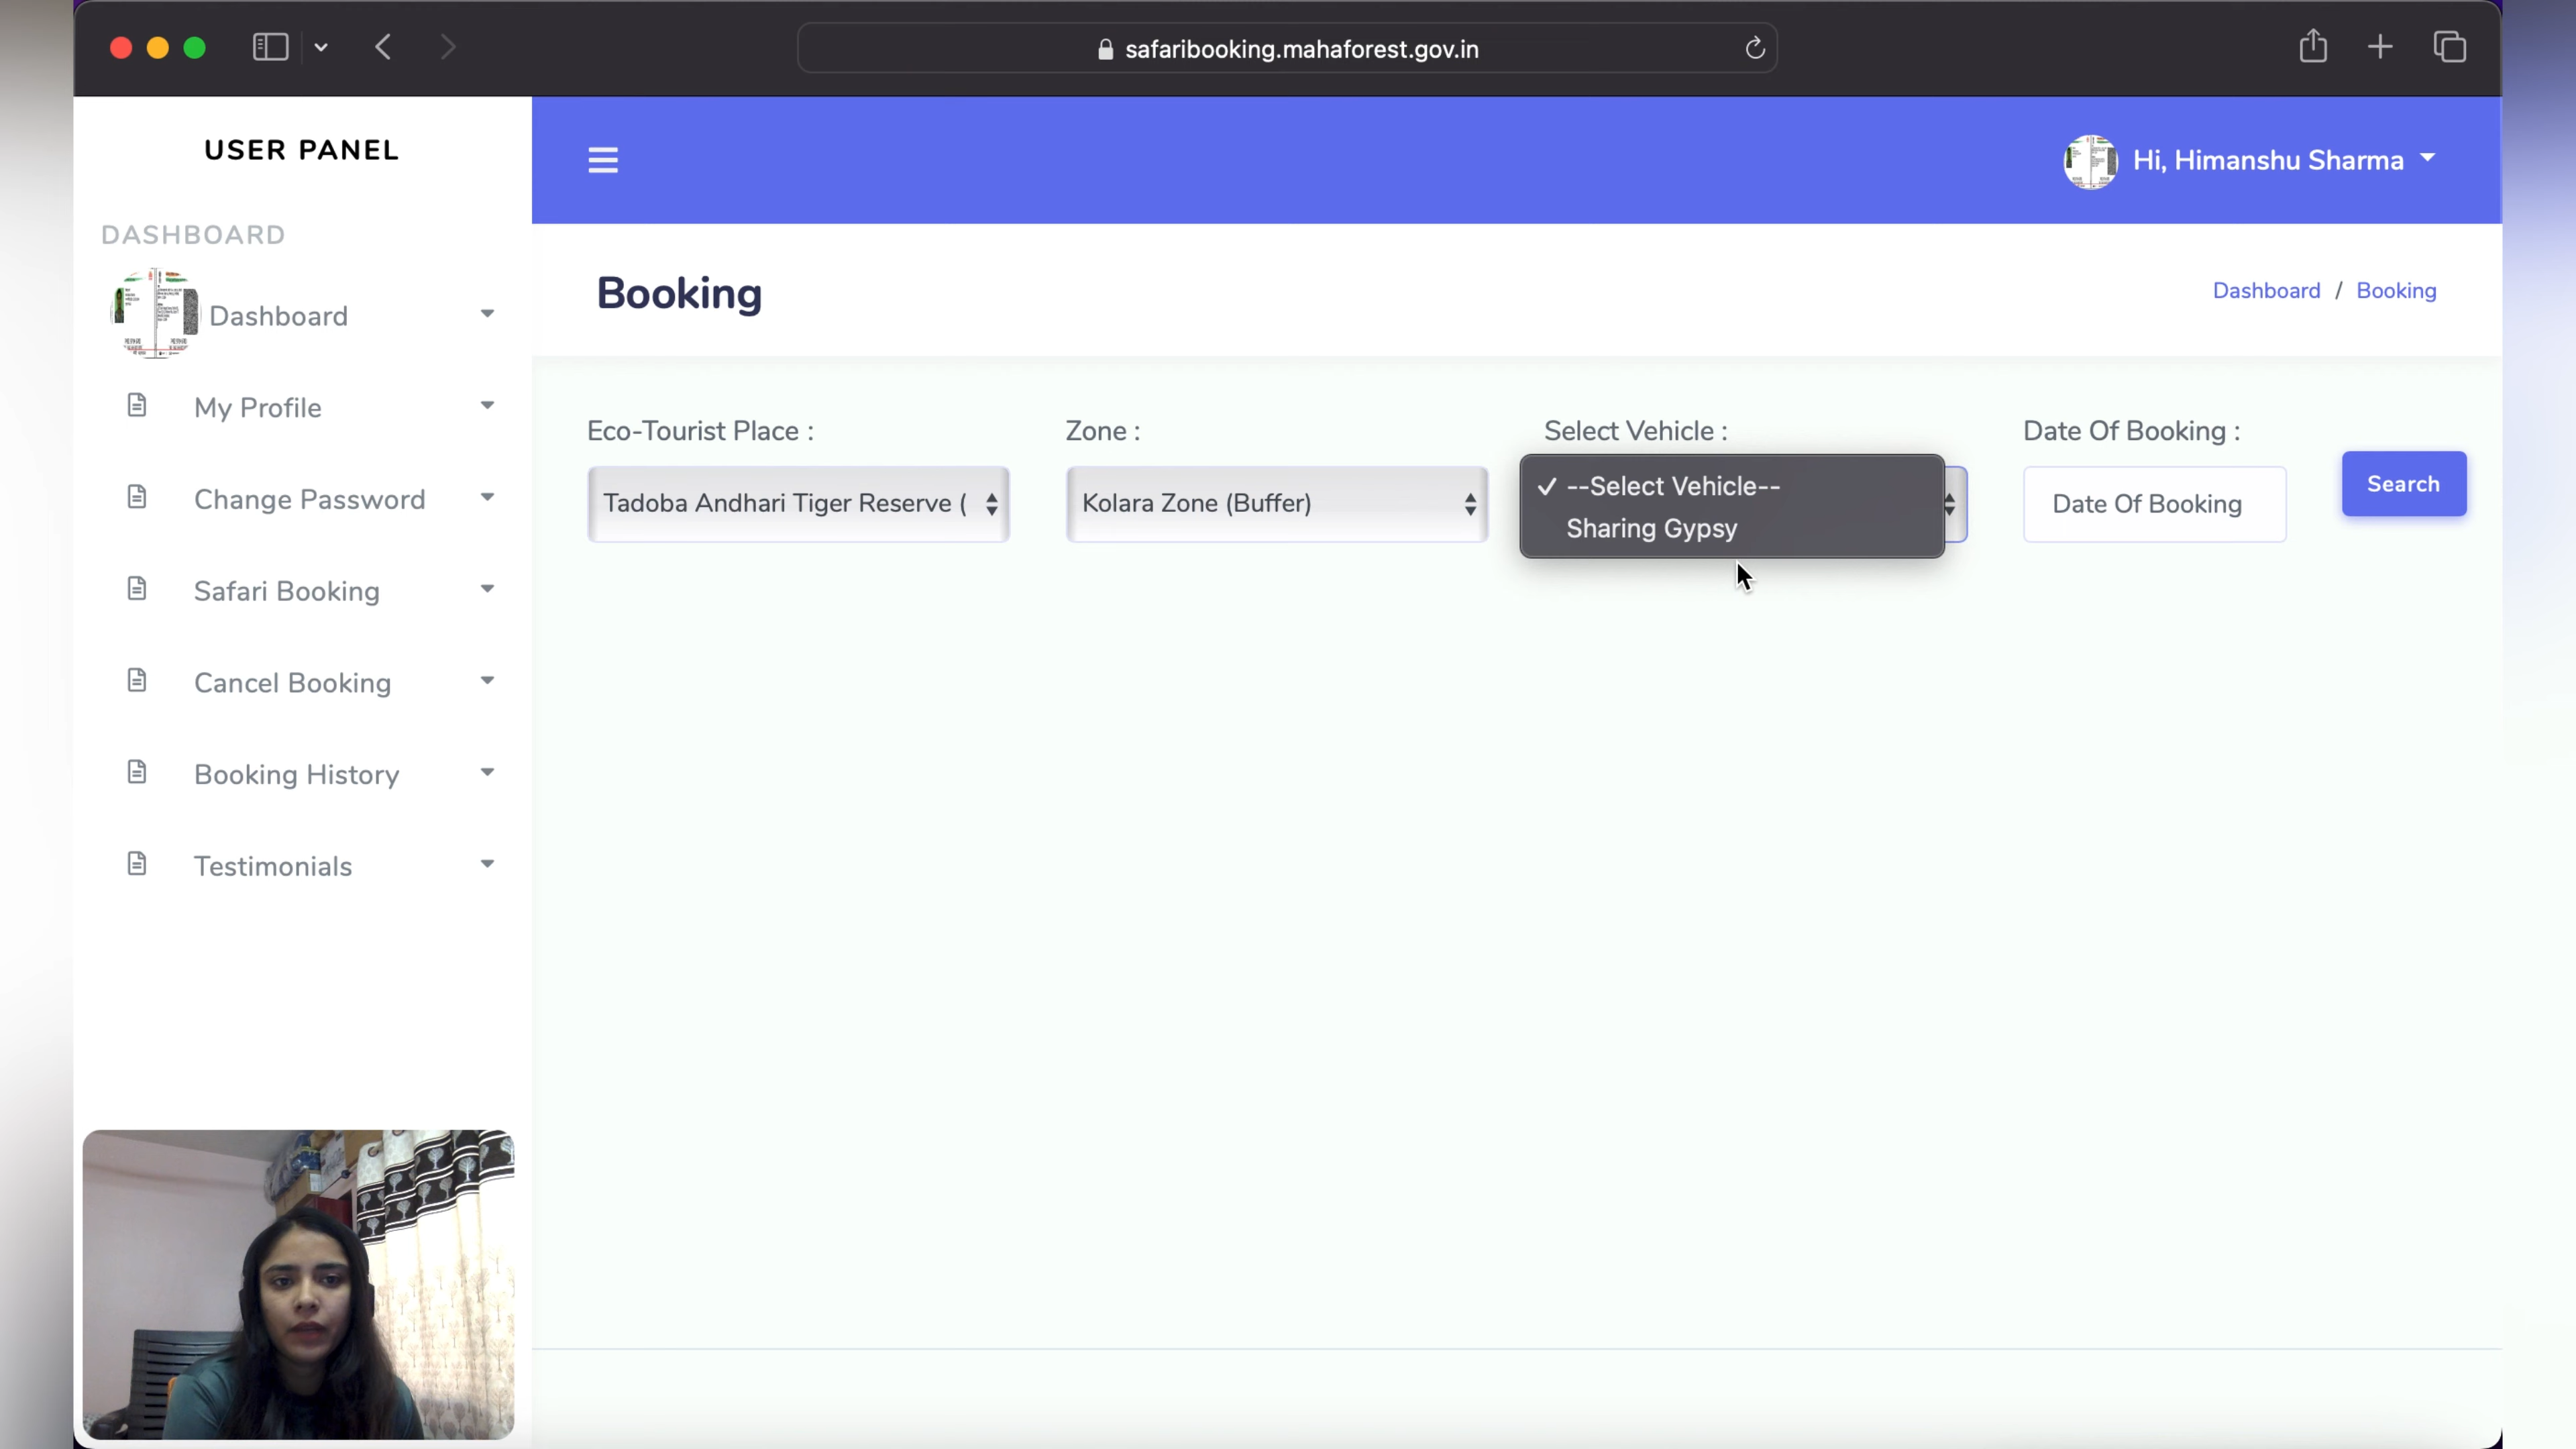 safaribooking.mahaforest.gov.in
USER PANEL
Hi, Himanshu Sharma
DASHBOARD
Dashboard
My Profile
Change Password
Safari Booking
Cancel Booking
Booking History
Testimonials
Booking
Dashboard / Booking
Eco-Tourist Place :
Zone :
Select Vehicle :
Date Of Booking :
Tadoba Andhari Tiger Reserve (
Kolara Zone (Buffer)
✓ --Select Vehicle--
Sharing Gypsy
Date Of Booking
Search